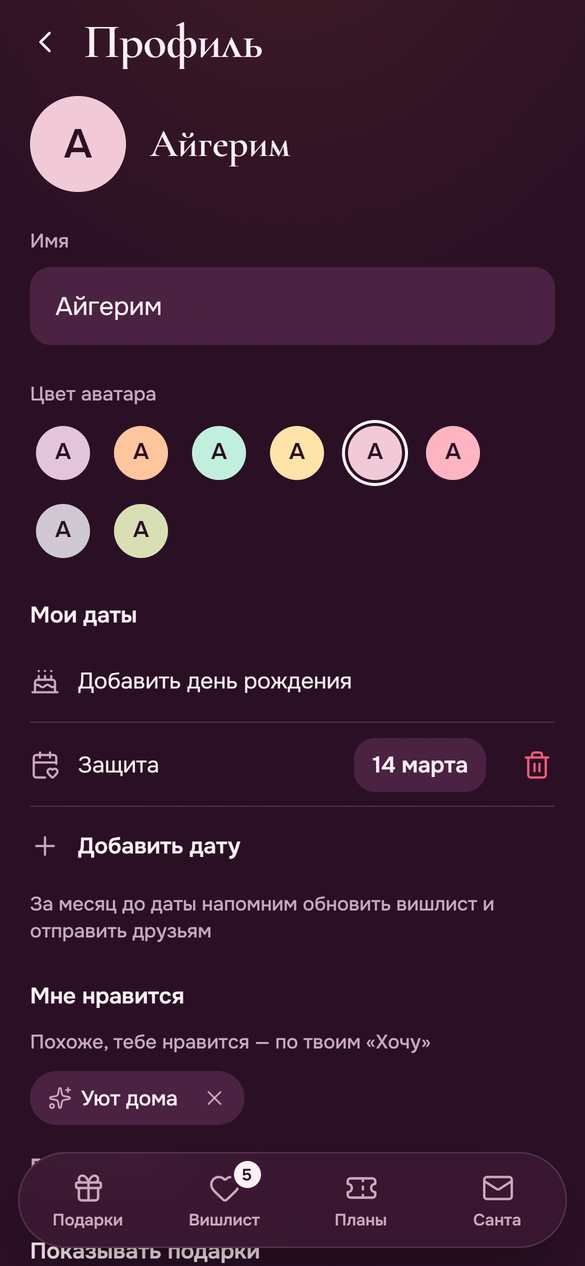 Профиль
А
Айгерим
Имя
Айгерим
Цвет аватара
А А А А А А
А А
Мои даты
Добавить день рождения
Защита 14 марта
Добавить дату
За месяц до даты напомним обновить вишлист и
отправить друзьям
Мне нравится
Похоже, тебе нравится — по твоим «Хочу»
Уют дома
5
Подарки Вишлист Планы Санта
Показывать подарки